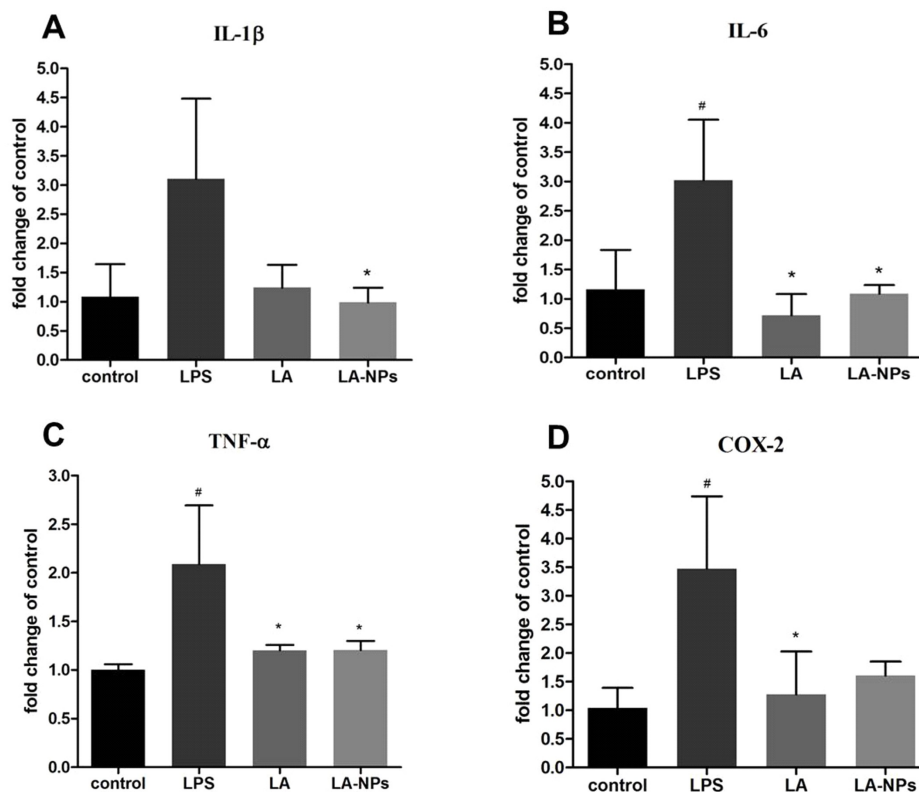 A
IL-1β
fold change of control
5.0
4.5
4.0
3.5
3.0
2.5
2.0
1.5
1.0
0.5
0.0
*
control LPS LA LA-NPs
B
IL-6
fold change of control
5.0
4.5
4.0
3.5
3.0
2.5
2.0
1.5
1.0
0.5
0.0
#
* *
control LPS LA LA-NPs
C
TNF-α
fold change of control
3.0
2.5
2.0
1.5
1.0
0.5
0.0
#
* *
control LPS LA LA-NPs
D
COX-2
fold change of control
5.0
4.5
4.0
3.5
3.0
2.5
2.0
1.5
1.0
0.5
0.0
#
*
control LPS LA LA-NPs